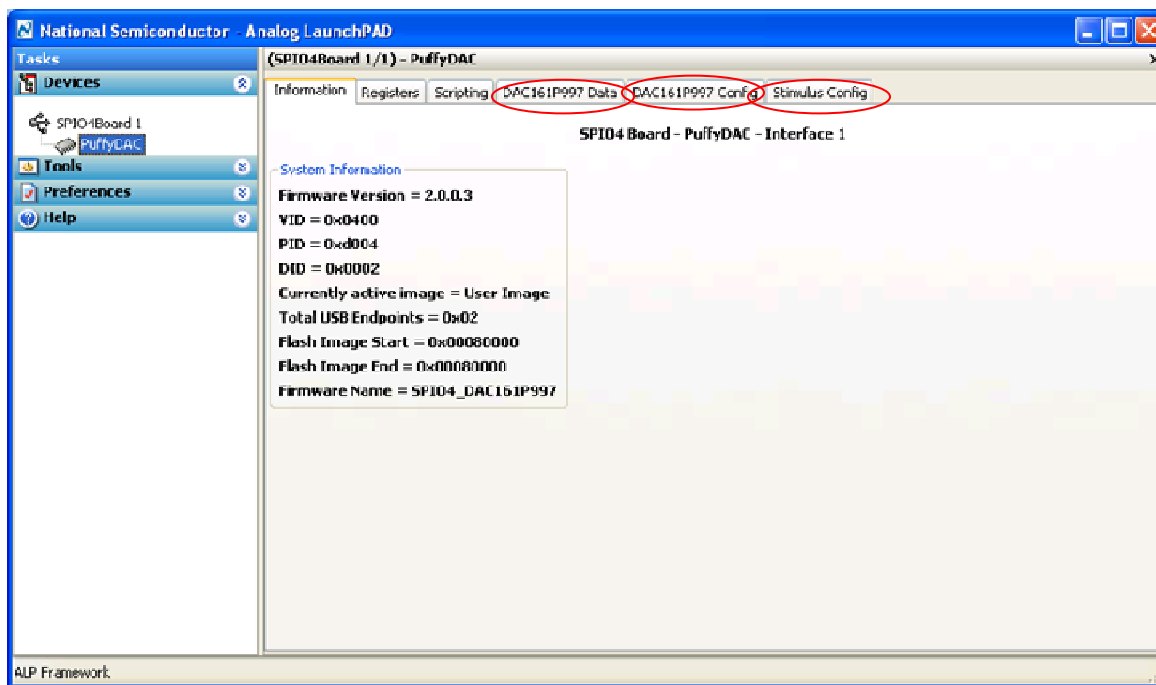 National Semiconductor - Analog LaunchPAD
Tasks
(SPIO4Board 1/1) - PuffyDAC
x
Devices
Information
Registers
Scripting
DAC161P997 Data
DAC161P997 Config
Stimulus Config
SPIO4Board 1
PuffyDAC
Tools
Preferences
Help
SPIO4 Board - PuffyDAC - Interface 1
System Information
Firmware Version = 2.0.0.3
VID = 0x0400
PID = 0xd004
DID = 0x0002
Currently active image = User Image
Total USB Endpoints = 0x02
Flash Image Start = 0x00080000
Flash Image End = 0x00080000
Firmware Name = SPIO4_DAC161P997
ALP Framework